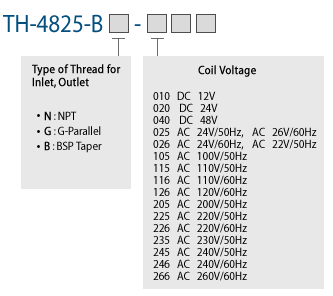 TH-4825-B □ - □ □ □
Type of Thread for
Inlet, Outlet
• N : NPT
• G : G-Parallel
• B : BSP Taper
Coil Voltage
010 DC 12V
020 DC 24V
040 DC 48V
025 AC 24V/50Hz, AC 26V/60Hz
026 AC 24V/60Hz, AC 22V/50Hz
105 AC 100V/50Hz
115 AC 110V/50Hz
116 AC 110V/60Hz
126 AC 120V/60Hz
205 AC 200V/50Hz
225 AC 220V/50Hz
226 AC 220V/60Hz
235 AC 230V/50Hz
245 AC 240V/50Hz
246 AC 240V/60Hz
266 AC 260V/60Hz